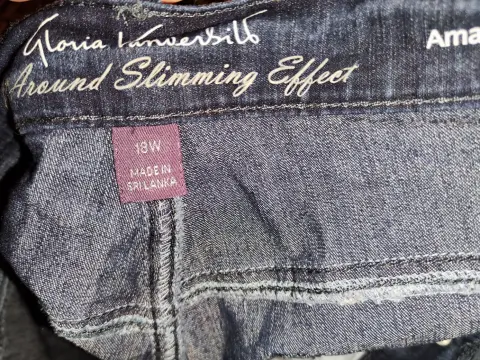 Gloria Vanderbilt
Ama
Around Slimming Effect
18W
MADE IN
SRI LANKA